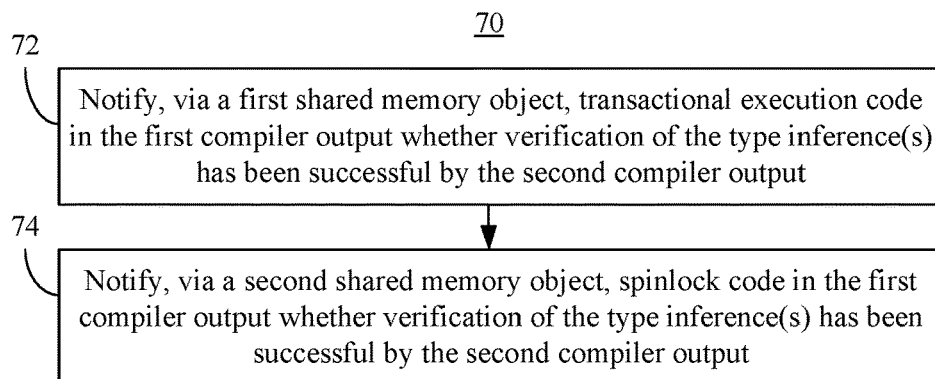 70
72
Notify, via a first shared memory object, transactional execution code
in the first compiler output whether verification of the type inference(s)
has been successful by the second compiler output
74
Notify, via a second shared memory object, spinlock code in the first
compiler output whether verification of the type inference(s) has been
successful by the second compiler output